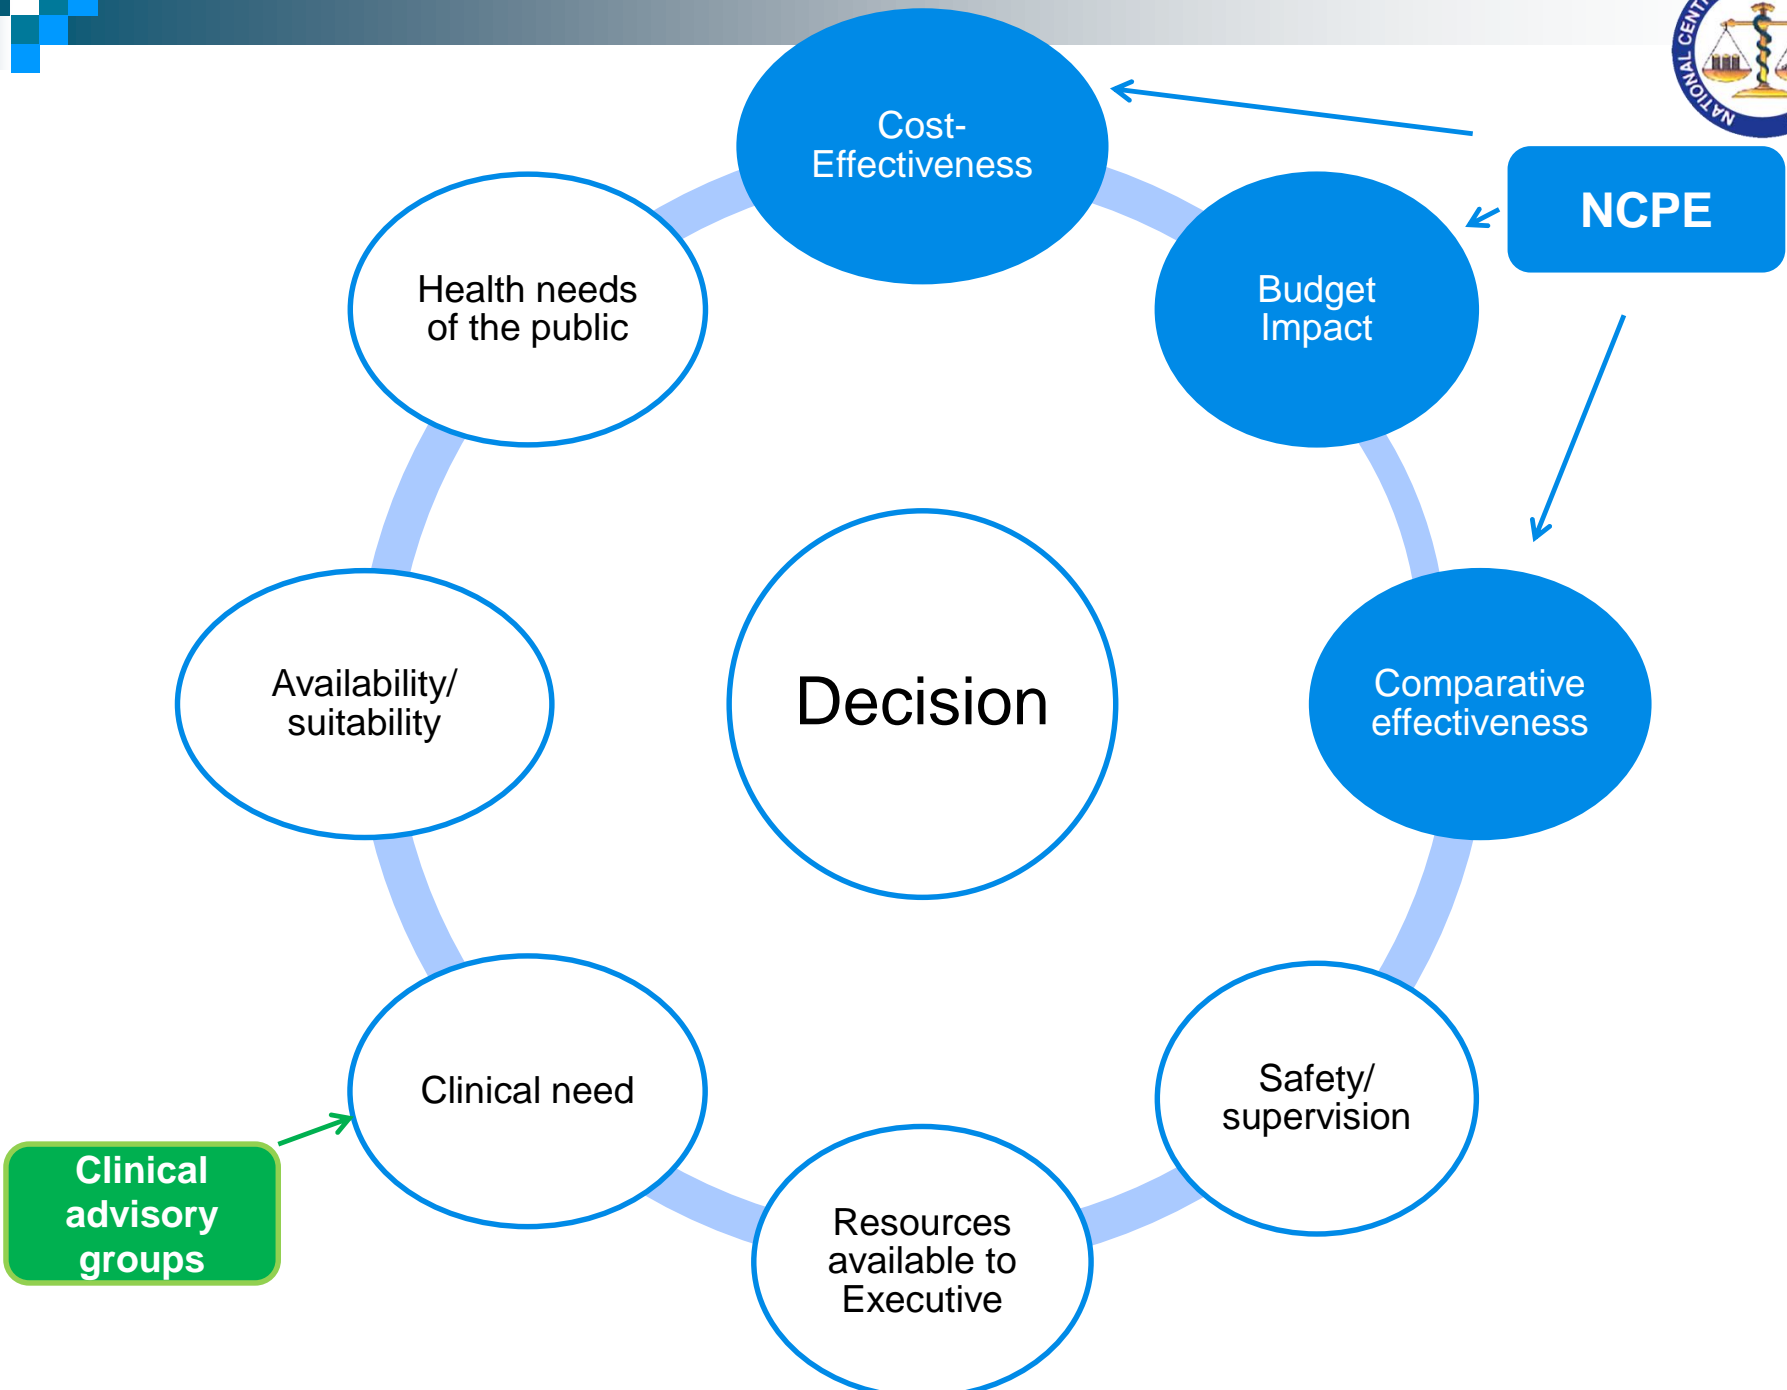 NATIONAL
Cost-
Effectiveness
NCPE
Budget
Impact
Health needs
of the public
Comparative
effectiveness
Decision
Availability/
suitability
Safety/
supervision
Clinical need
Clinical
advisory
groups
Resources
available to
Executive